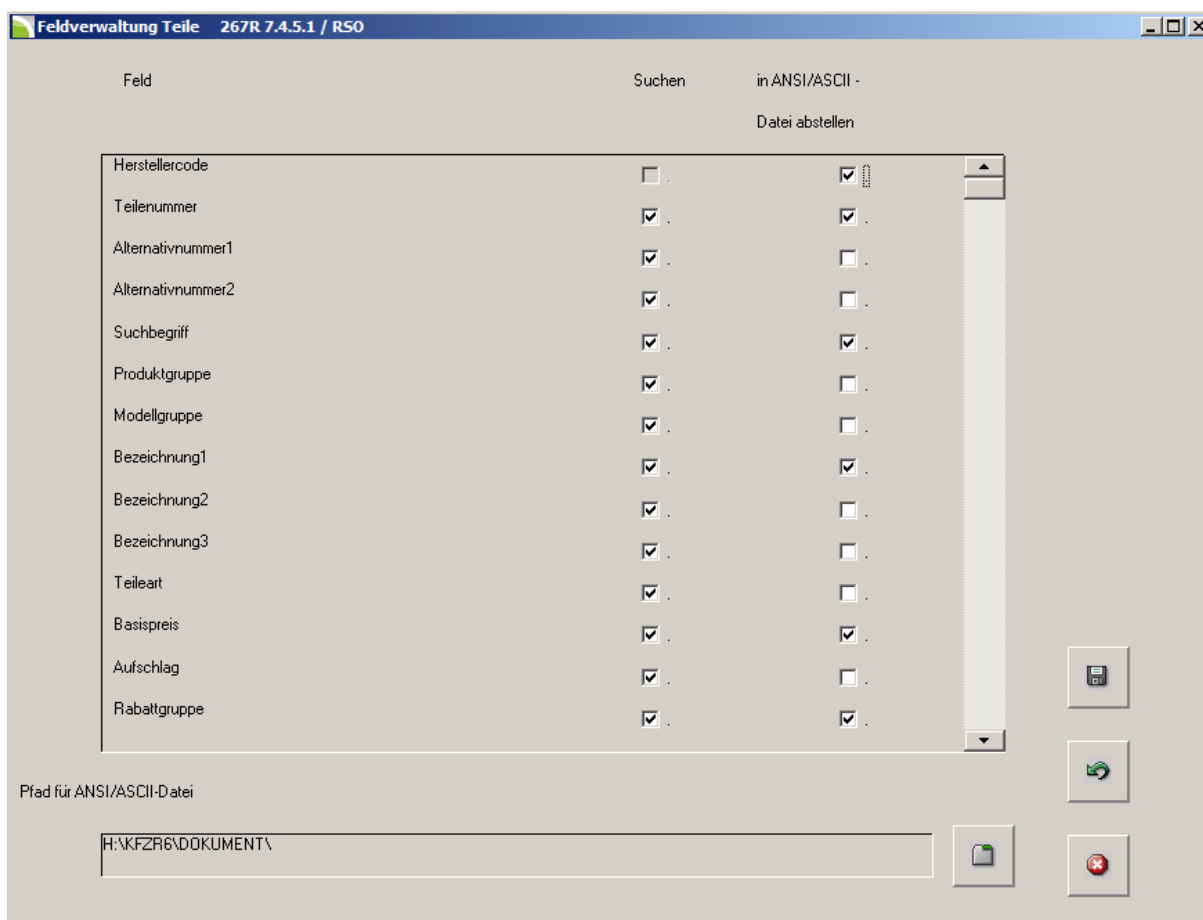 Feldverwaltung Teile 267R 7.4.5.1 / RSO
Feld Suchen in ANSI/ASCII -
Datei abstellen
Herstellercode . .
Teilenummer . .
Alternativnummer1 . .
Alternativnummer2 . .
Suchbegriff . .
Produktgruppe . .
Modellgruppe . .
Bezeichnung1 . .
Bezeichnung2 . .
Bezeichnung3 . .
Teileart . .
Basispreis . .
Aufschlag . .
Rabattgruppe . .
Pfad für ANSI/ASCII-Datei
H:\KFZR6\DOKUMENT\